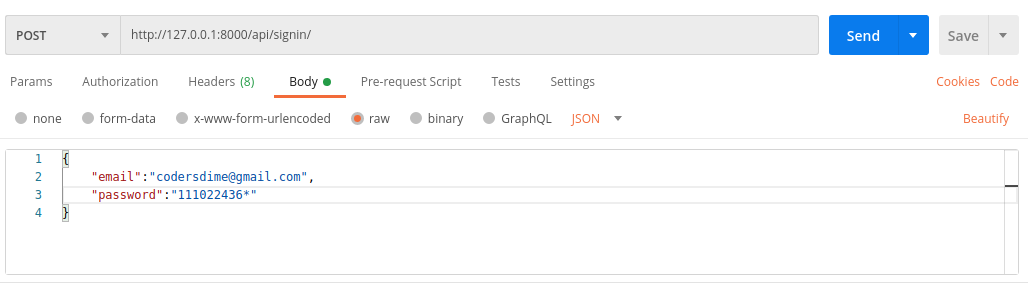 POST http://127.0.0.1:8000/api/signin/ Send Save
Params Authorization Headers (8) Body Pre-request Script Tests Settings Cookies Code
none form-data x-www-form-urlencoded raw binary GraphQL JSON Beautify
1 {
2 "email":"codersdime@gmail.com",
3 "password":"111022436*"
4 }